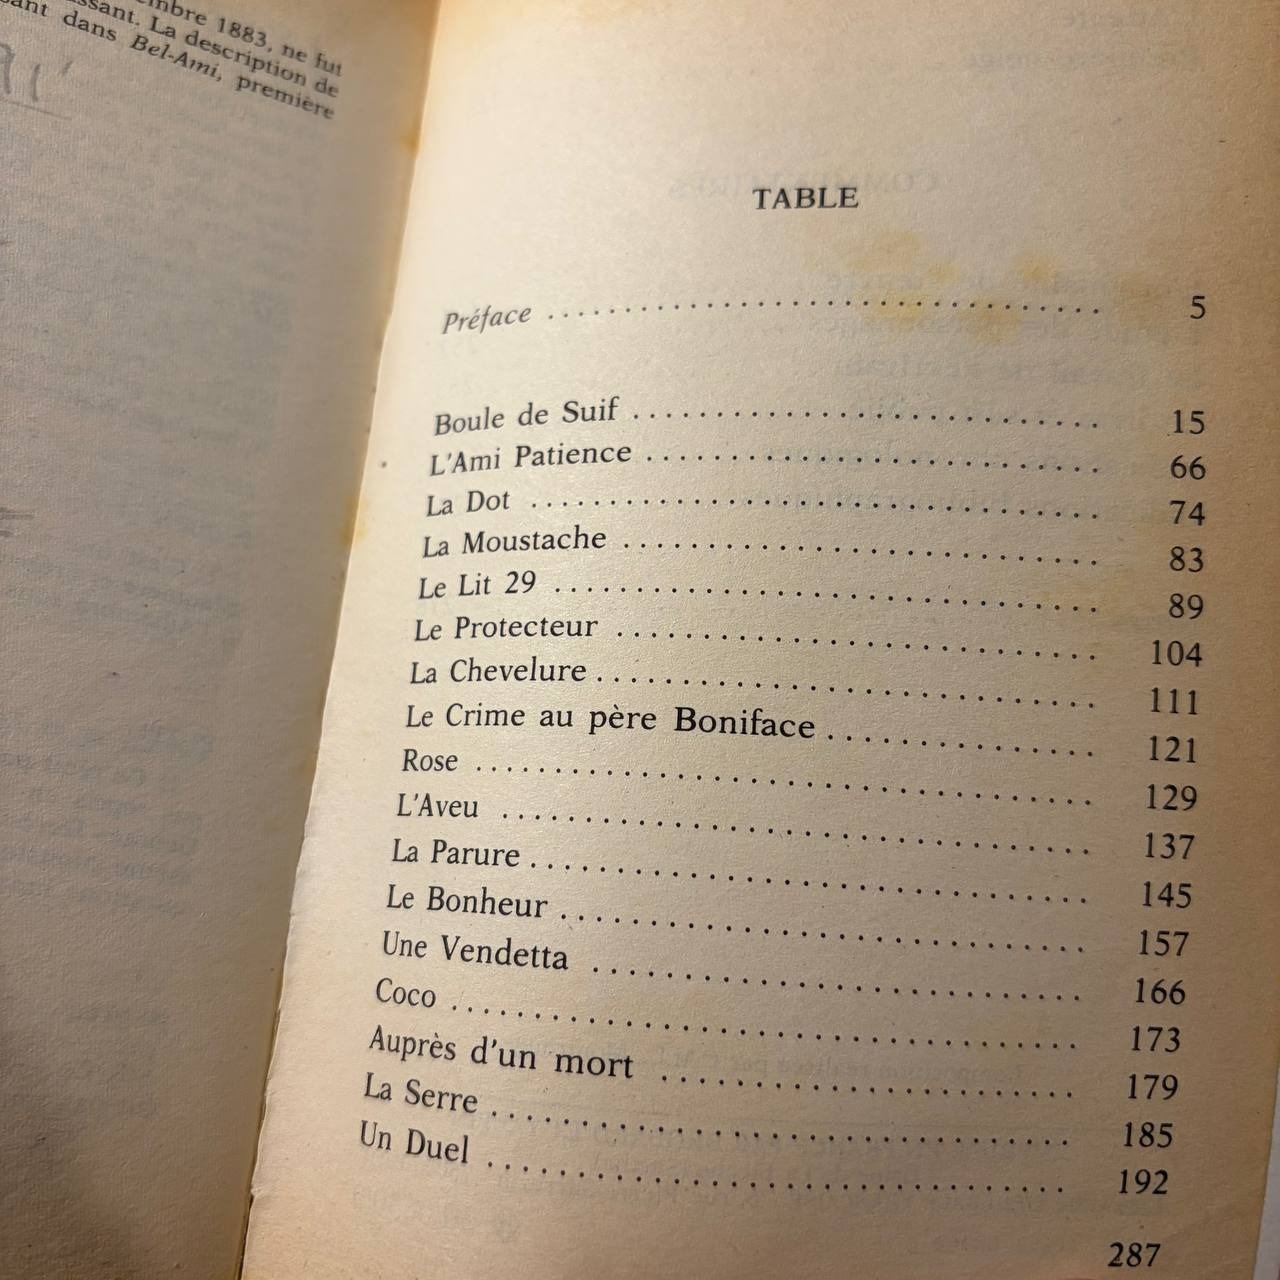 1883, ne fut
La description de
dans Bel-Ami, première
TABLE
Préface 5
Boule de Suif 15
L'Ami Patience 66
La Dot 74
La Moustache 83
Le Lit 29 89
Le Protecteur 104
La Chevelure 111
Le Crime au père Boniface 121
Rose 129
L'Aveu 137
La Parure 145
Le Bonheur 157
Une Vendetta 166
Coco 173
Auprès d'un mort 179
La Serre 185
Un Duel 192
287